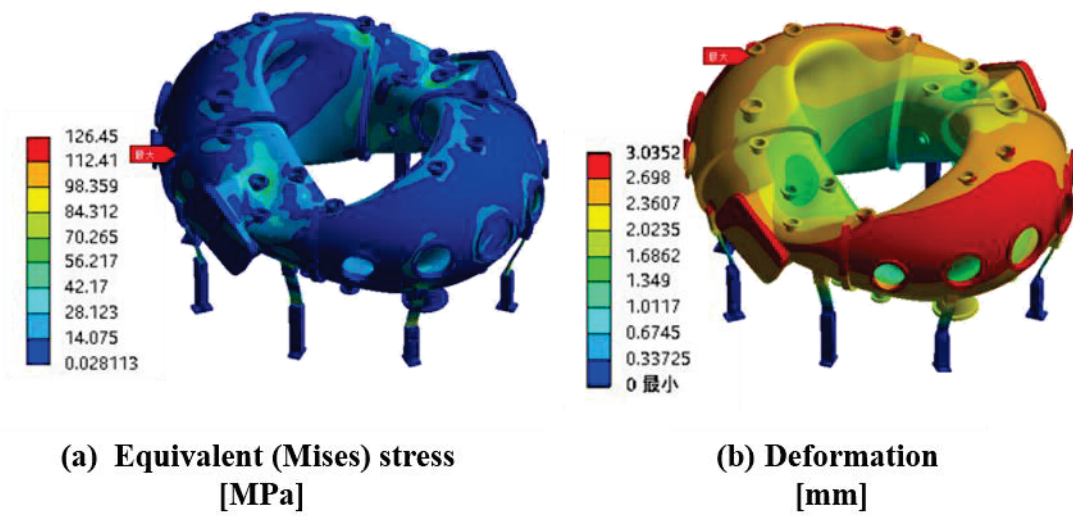 126.45
112.41
98.359
84.312
70.265
56.217
42.17
28.123
14.075
0.028113
最大
最大
3.0352
2.698
2.3607
2.0235
1.6862
1.349
1.0117
0.6745
0.33725
0 最小
(a) Equivalent (Mises) stress
[MPa]
(b) Deformation
[mm]